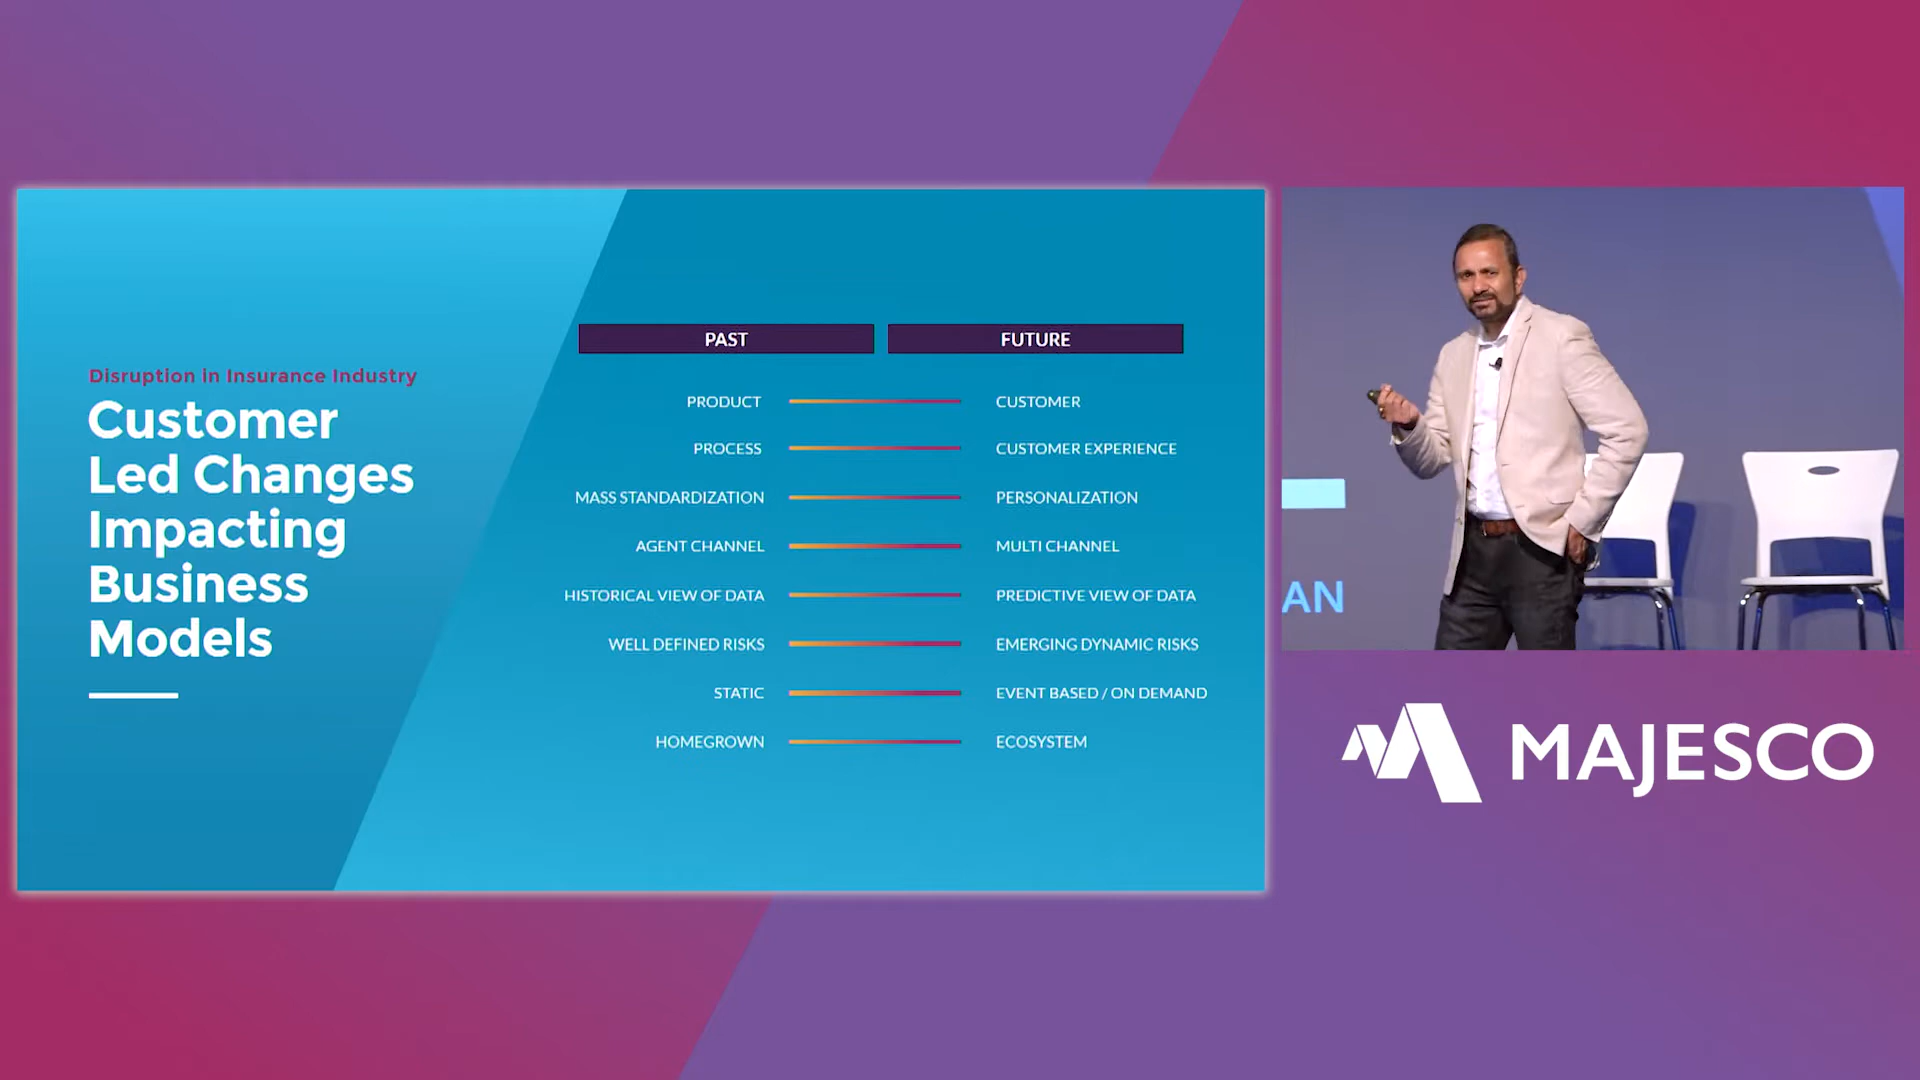 Disruption in Insurance Industry
Customer
Led Changes
Impacting
Business
Models
PAST FUTURE
PRODUCT CUSTOMER
PROCESS CUSTOMER EXPERIENCE
MASS STANDARDIZATION PERSONALIZATION
AGENT CHANNEL MULTI CHANNEL
HISTORICAL VIEW OF DATA PREDICTIVE VIEW OF DATA
WELL DEFINED RISKS EMERGING DYNAMIC RISKS
STATIC EVENT BASED / ON DEMAND
HOMEGROWN ECOSYSTEM
AN
MAJESCO